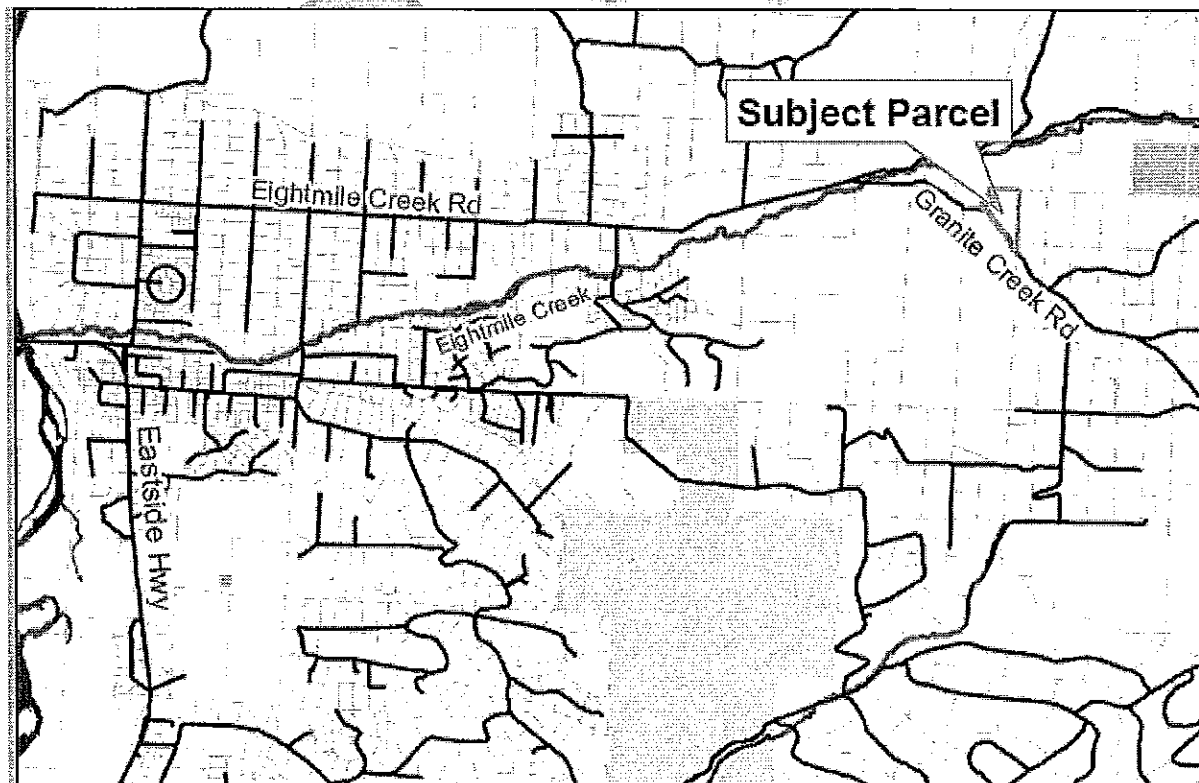 Subject Parcel
Eightmile Creek Rd
Granite Creek Rd
Eightmile Creek
Eastside Hwy